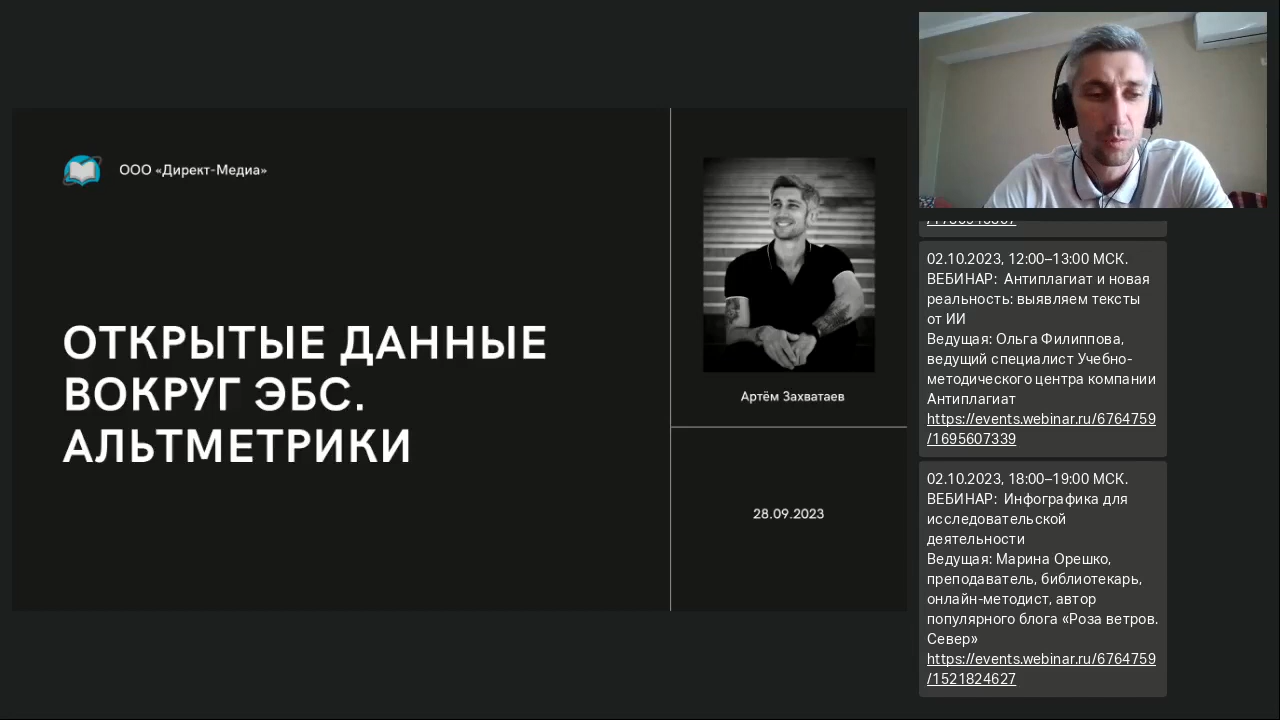 ООО «Директ-Медиа»
ОТКРЫТЫЕ ДАННЫЕ
ВОКРУГ ЭБС.
АЛЬТМЕТРИКИ
Артём Захватаев
28.09.2023
02.10.2023, 12:00–13:00 МСК.
ВЕБИНАР: Антиплагиат и новая
реальность: выявляем тексты
от ИИ
Ведущая: Ольга Филиппова,
ведущий специалист Учебно-
методического центра компании
Антиплагиат
https://events.webinar.ru/6764759
/1695607339
02.10.2023, 18:00–19:00 МСК.
ВЕБИНАР: Инфографика для
исследовательской
деятельности
Ведущая: Марина Орешко,
преподаватель, библиотекарь,
онлайн-методист, автор
популярного блога «Роза ветров.
Север»
https://events.webinar.ru/6764759
/1521824627